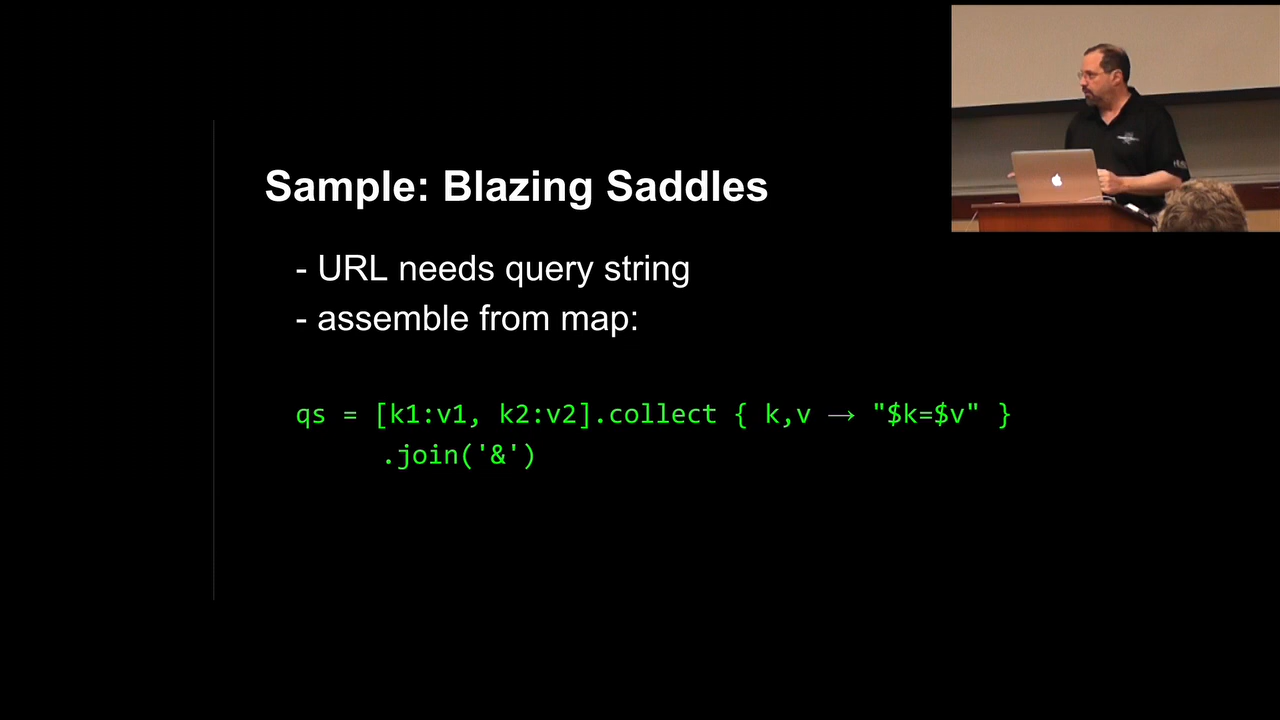 Sample: Blazing Saddles
- URL needs query string
- assemble from map:
qs = [k1:v1, k2:v2].collect { k,v → "$k=$v" }
.join('&')